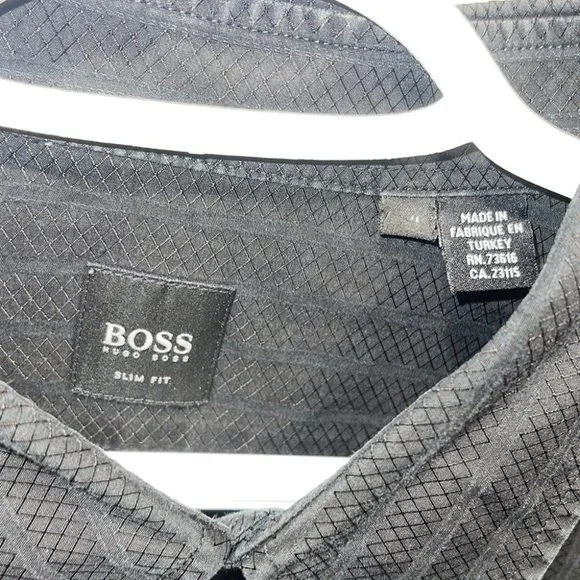 BOSS
HUGO BOSS
SLIM FIT
MADE IN
FABRIQUE EN
TURKEY
RN.73616
CA.23115